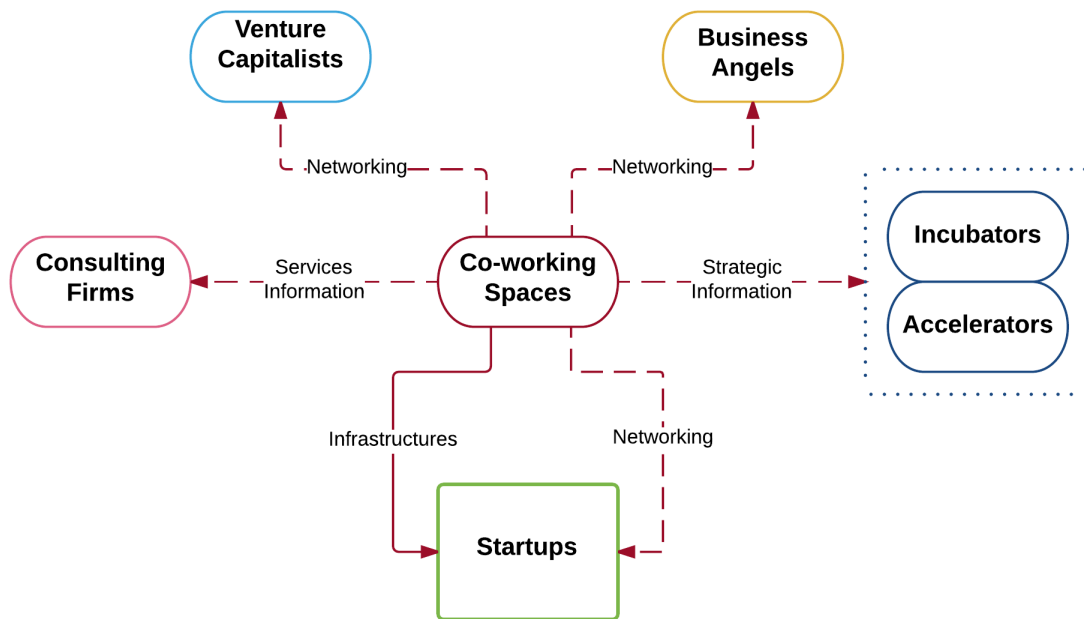 Venture
Capitalists
Business
Angels
Networking
Networking
Consulting
Firms
Services
Information
Co-working
Spaces
Strategic
Information
Incubators
Accelerators
Infrastructures
Networking
Startups